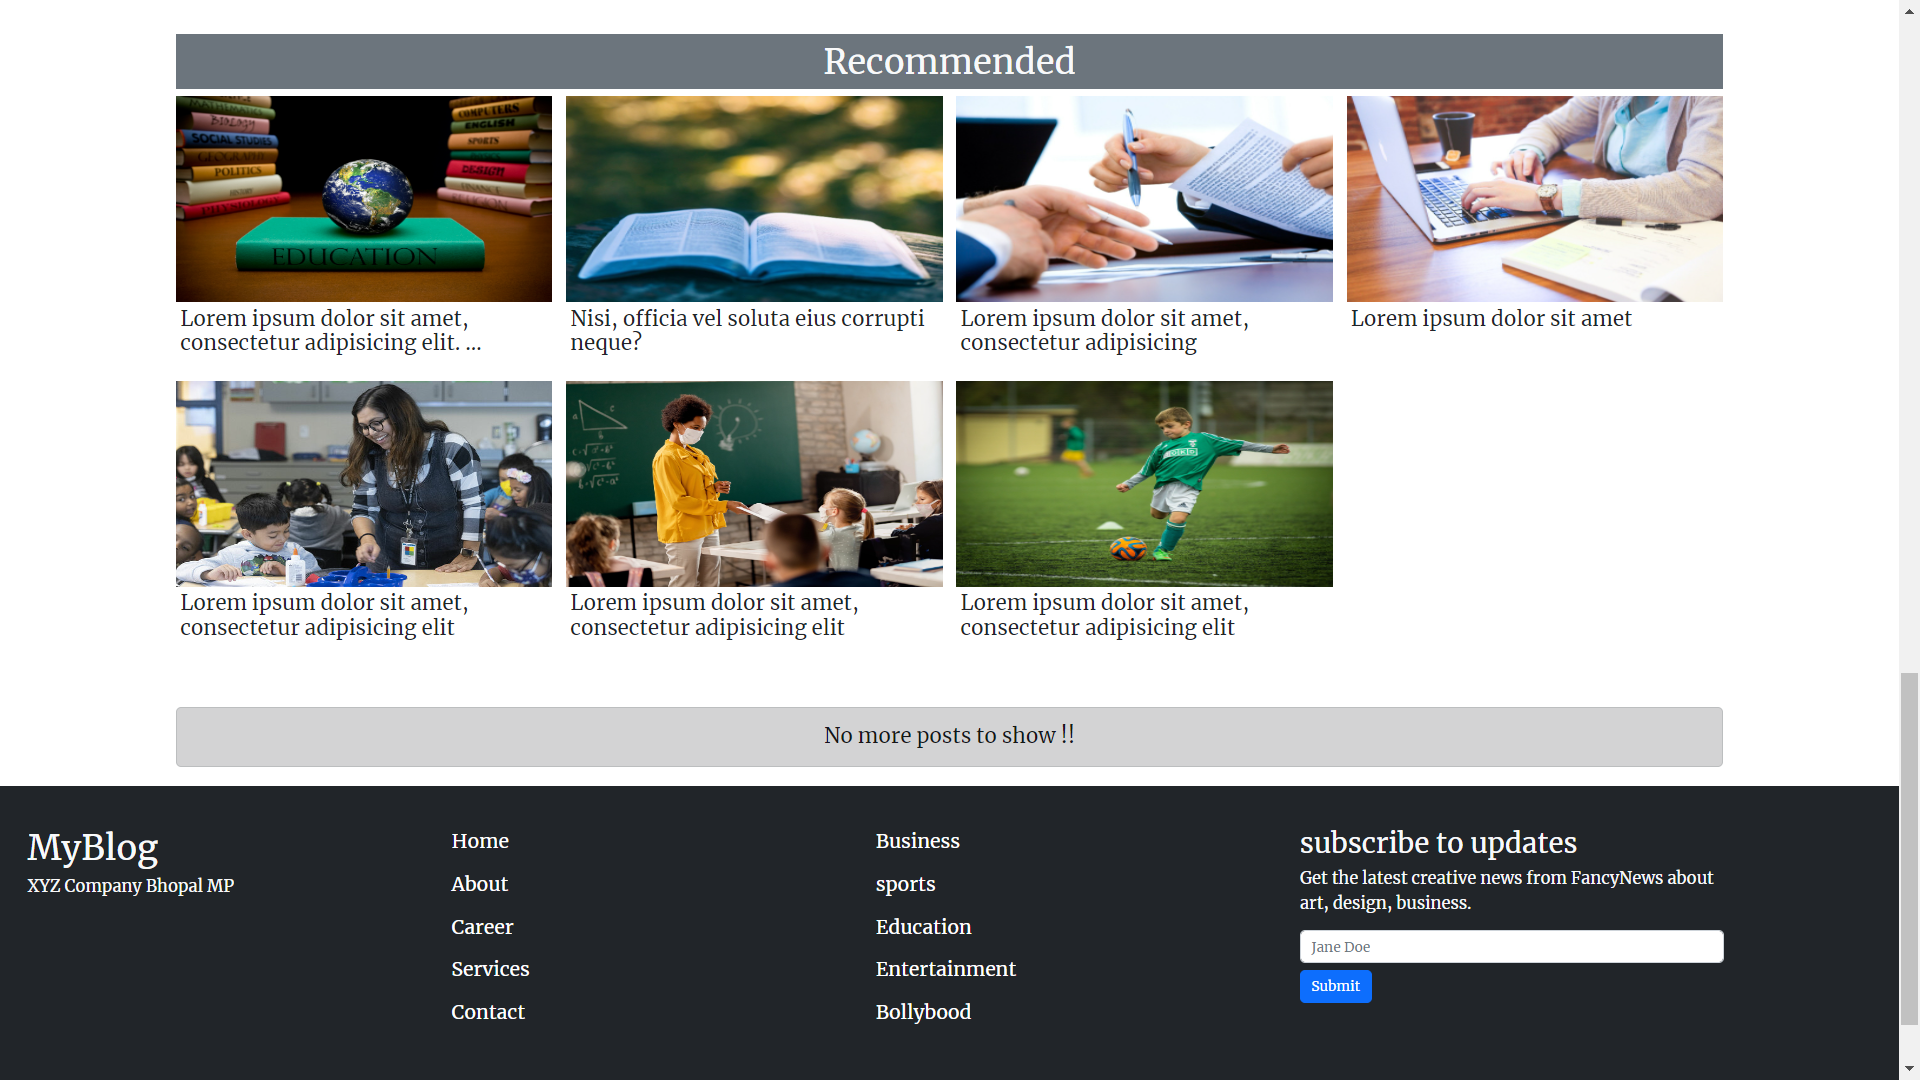 Recommended
MATHEMATICS
BIOLOGY
SOCIAL STUDIES
GEOGRAPHY
POLITICS
HISTORY
PHYSIOLOGY
COMPUTERS
ENGLISH
SPORTS
DESIGN
FINANCE
RELIGION
EDUCATION
Lorem ipsum dolor sit amet,
consectetur adipisicing elit. ...
Nisi, officia vel soluta eius corrupti
neque?
Lorem ipsum dolor sit amet,
consectetur adipisicing
Lorem ipsum dolor sit amet
Lorem ipsum dolor sit amet,
consectetur adipisicing elit
Lorem ipsum dolor sit amet,
consectetur adipisicing elit
Lorem ipsum dolor sit amet,
consectetur adipisicing elit
No more posts to show !!
MyBlog
XYZ Company Bhopal MP
Home
About
Career
Services
Contact
Business
sports
Education
Entertainment
Bollybood
subscribe to updates
Get the latest creative news from FancyNews about
art, design, business.
Jane Doe
Submit